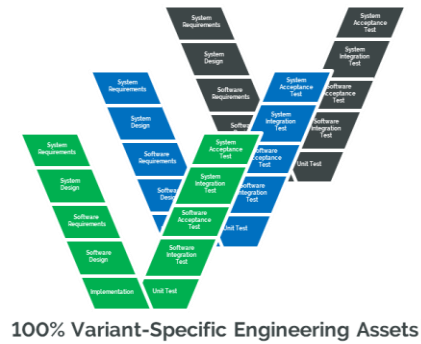 System
Requirements
System
Design
Software
Requirements
Softwa
System
Acceptance
Test
System
Integration
Test
Software
Acceptance
Test
Software
Integration
Test
Unit Test
System
Requirements
System
Design
Software
Requirements
Software
Desig
System
Acceptance
Test
System
Integration
Test
Software
Acceptance
Test
Software
Integration
Test
Unit Test
System
Requirements
System
Design
Software
Requirements
Software
Design
Implementation
System
Acceptance
Test
System
Integration
Test
Software
Acceptance
Test
Software
Integration
Test
Unit Test
100% Variant-Specific Engineering Assets